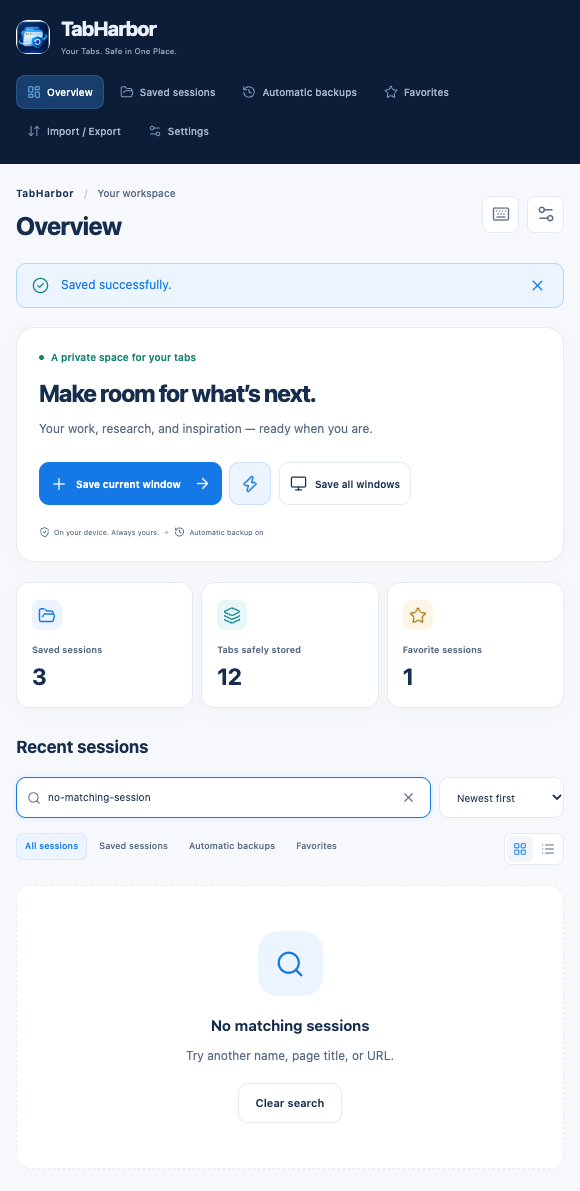 TabHarbor
Your Tabs. Safe in One Place.
Overview
Saved sessions
Automatic backups
Favorites
Import / Export
Settings
TabHarbor / Your workspace
Overview
Saved successfully.
A private space for your tabs
Make room for what's next.
Your work, research, and inspiration — ready when you are.
Save current window
Save all windows
On your device. Always yours. • Automatic backup on
Saved sessions
3
Tabs safely stored
12
Favorite sessions
1
Recent sessions
no-matching-session
Newest first
All sessions
Saved sessions
Automatic backups
Favorites
No matching sessions
Try another name, page title, or URL.
Clear search